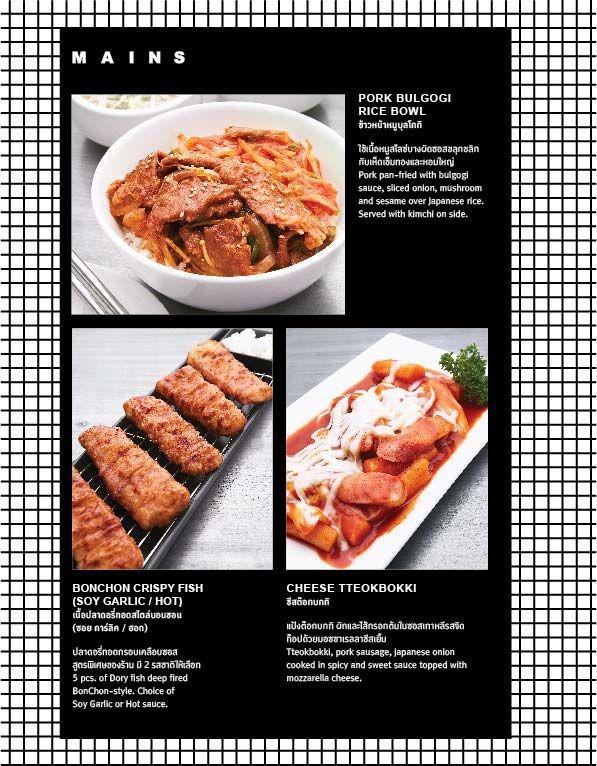 MAINS
PORK BULGOGI
RICE BOWL
ข้าวหน้าหมูบุลโกกิ
ใช้เนื้อหมูสไลซ์บางผัดซอสขลุกขลิก
กับเห็ดเข็มทองและหอมใหญ่
Pork pan-fried with bulgogi
sauce, sliced onion, mushroom
and sesame over Japanese rice.
Served with kimchi on side.
BONCHON CRISPY FISH
(SOY GARLIC / HOT)
เนื้อปลาดอรี่ทอดสไตล์บอนชอน
(ซอย การ์ลิค / ฮอท)
ปลาดอรี่ทอดกรอบเคลือบซอส
สูตรพิเศษของร้าน มี 2 รสชาติให้เลือก
5 pcs. of Dory fish deep fired
BonChon-style. Choice of
Soy Garlic or Hot sauce.
CHEESE TTEOKBOKKI
ชีสต๊อกบกกิ
แป้งต๊อกบกกิ ผักและไส้กรอกต้มในซอสเกาหลีรสจัด
ท็อปด้วยมอซซาเรลลาชีสเข้ม
Tteokbokki, pork sausage, japanese onion
cooked in spicy and sweet sauce topped with
mozzarella cheese.